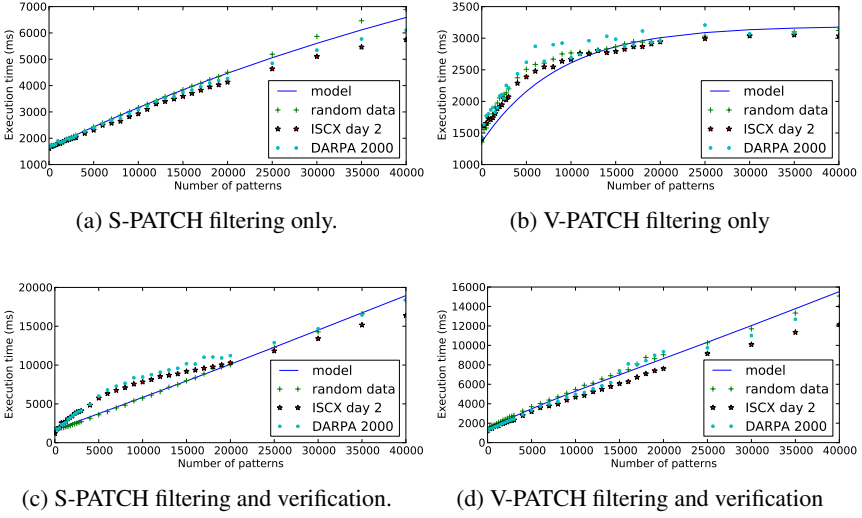 7000
6000
5000
4000
3000
2000
1000
Execution time (ms)
0 5000 10000 15000 20000 25000 30000 35000 40000
Number of patterns
model
random data
ISCX day 2
DARPA 2000
(a) S-PATCH filtering only.
3500
3000
2500
2000
1500
1000
Execution time (ms)
0 5000 10000 15000 20000 25000 30000 35000 40000
Number of patterns
model
random data
ISCX day 2
DARPA 2000
(b) V-PATCH filtering only
20000
15000
10000
5000
0
Execution time (ms)
0 5000 10000 15000 20000 25000 30000 35000 40000
Number of patterns
model
random data
ISCX day 2
DARPA 2000
(c) S-PATCH filtering and verification.
16000
14000
12000
10000
8000
6000
4000
2000
0
Execution time (ms)
0 5000 10000 15000 20000 25000 30000 35000 40000
Number of patterns
model
random data
ISCX day 2
DARPA 2000
(d) V-PATCH filtering and verification